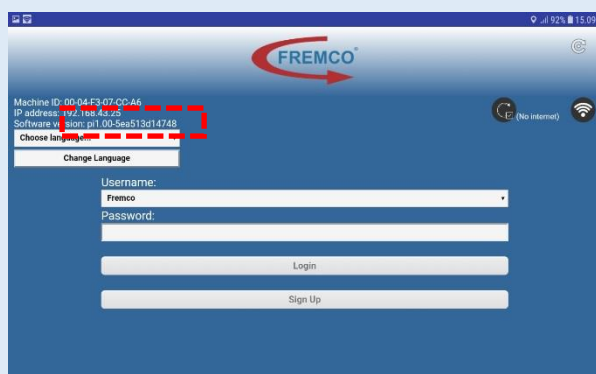 92% 15.09
FREMCO
Machine ID: 00-04-F3-07-CC-A6
IP address: 192.168.43.25
Software version: pi1.00-5ea513d14748
Choose language...
(No internet)
Change Language
Username:
Fremco
Password:
Login
Sign Up